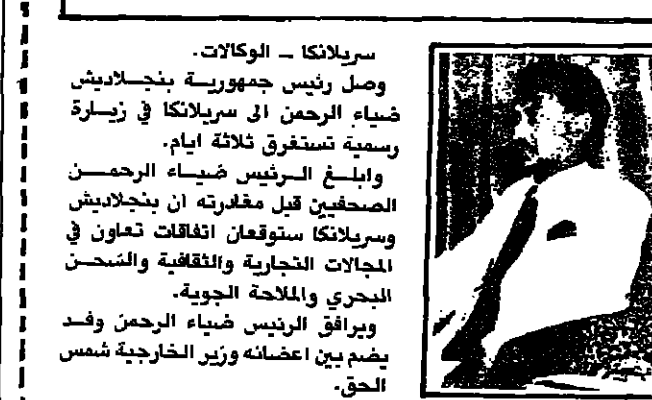 سريلانكا ــ الوكالات.
وصل رئيس جمهورية بنجلاديش
ضياء الرحمن الى سريلانكا في زيارة
رسمية تستغرق ثلاثة ايام.
وابلغ الرئيس ضياء الرحمن
الصحفيين قبل مغادرته ان بنجلاديش
وسريلانكا ستوقعان اتفاقات تعاون في
المجالات التجارية والثقافية والشحن
البحري والملاحة الجوية.
ويرافق الرئيس ضياء الرحمن وفد
يضم بين اعضائه وزير الخارجية شمس
الحق.